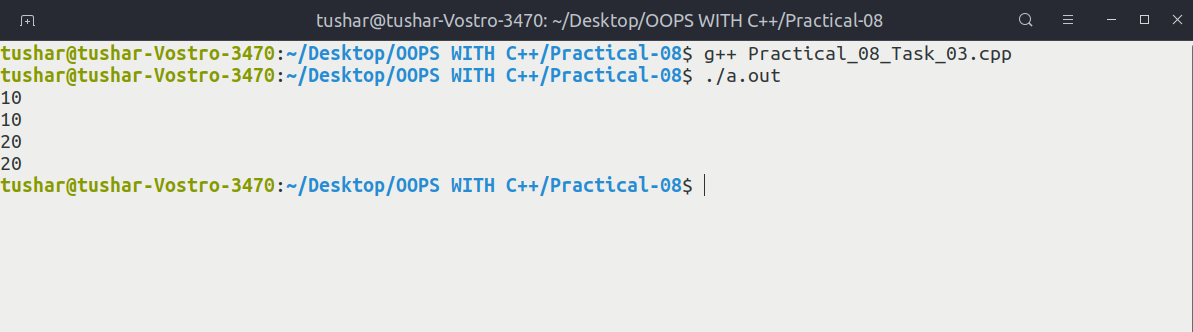 tushar@tushar-Vostro-3470: ~/Desktop/OOPS WITH C++/Practical-08
tushar@tushar-Vostro-3470:~/Desktop/OOPS WITH C++/Practical-08$ g++ Practical_08_Task_03.cpp
tushar@tushar-Vostro-3470:~/Desktop/OOPS WITH C++/Practical-08$ ./a.out
10
10
20
20
tushar@tushar-Vostro-3470:~/Desktop/OOPS WITH C++/Practical-08$